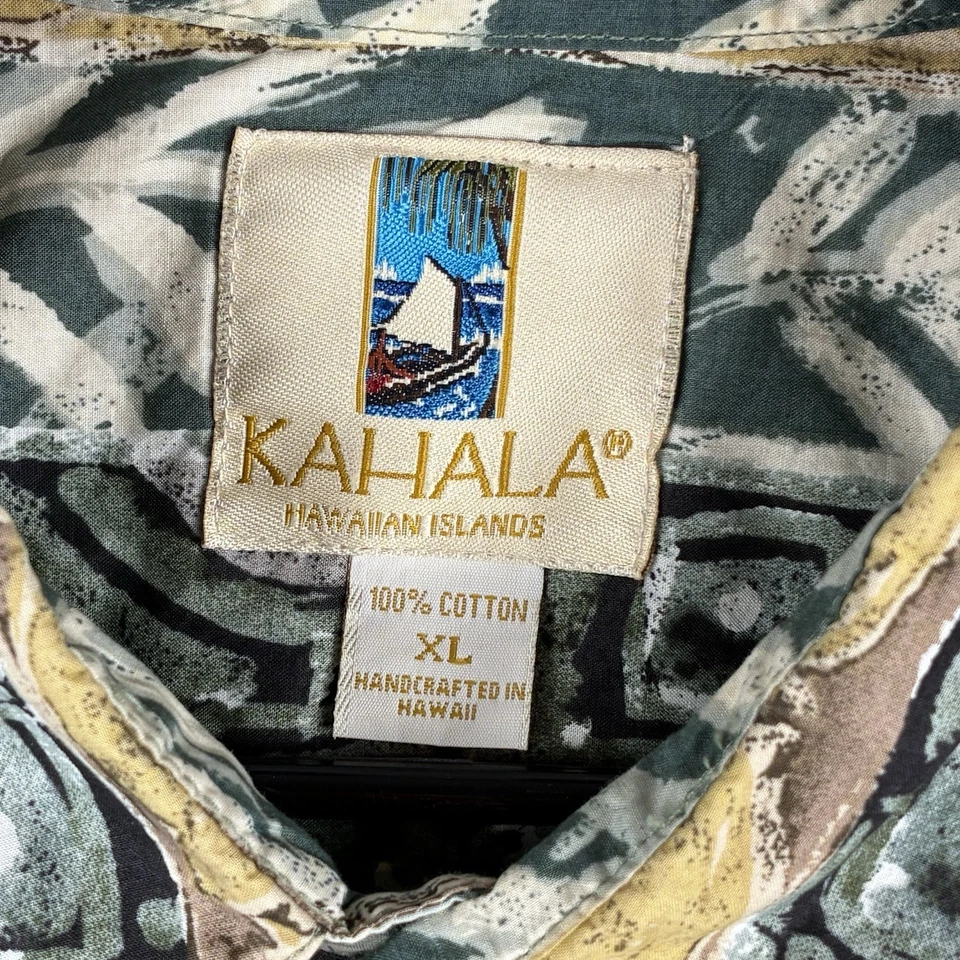 KAHALA®
HAWAIIAN ISLANDS
100% COTTON
XL
HANDCRAFTED IN
HAWAII